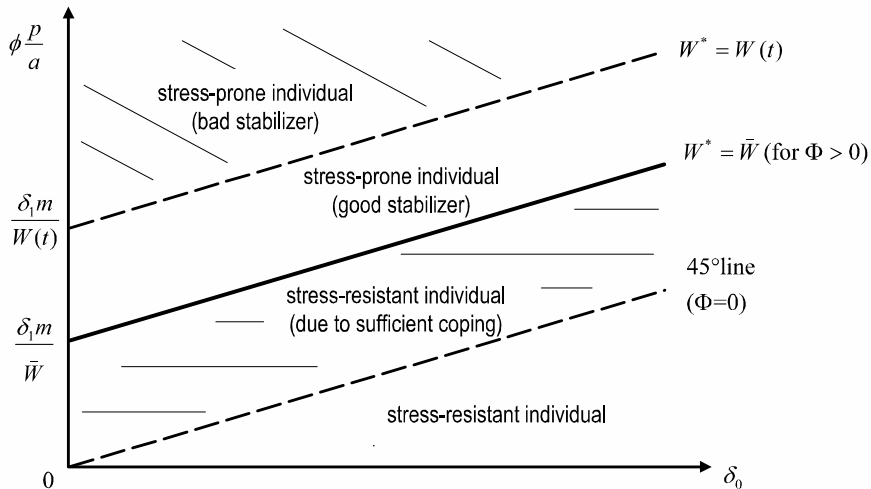 ϕ p/a
W* = W(t)
stress-prone individual
(bad stabilizer)
W* = W̄ (for Φ > 0)
stress-prone individual
(good stabilizer)
δ₁m/W(t)
45°line
(Φ=0)
stress-resistant individual
(due to sufficient coping)
δ₁m/W̄
stress-resistant individual
0
δ₀